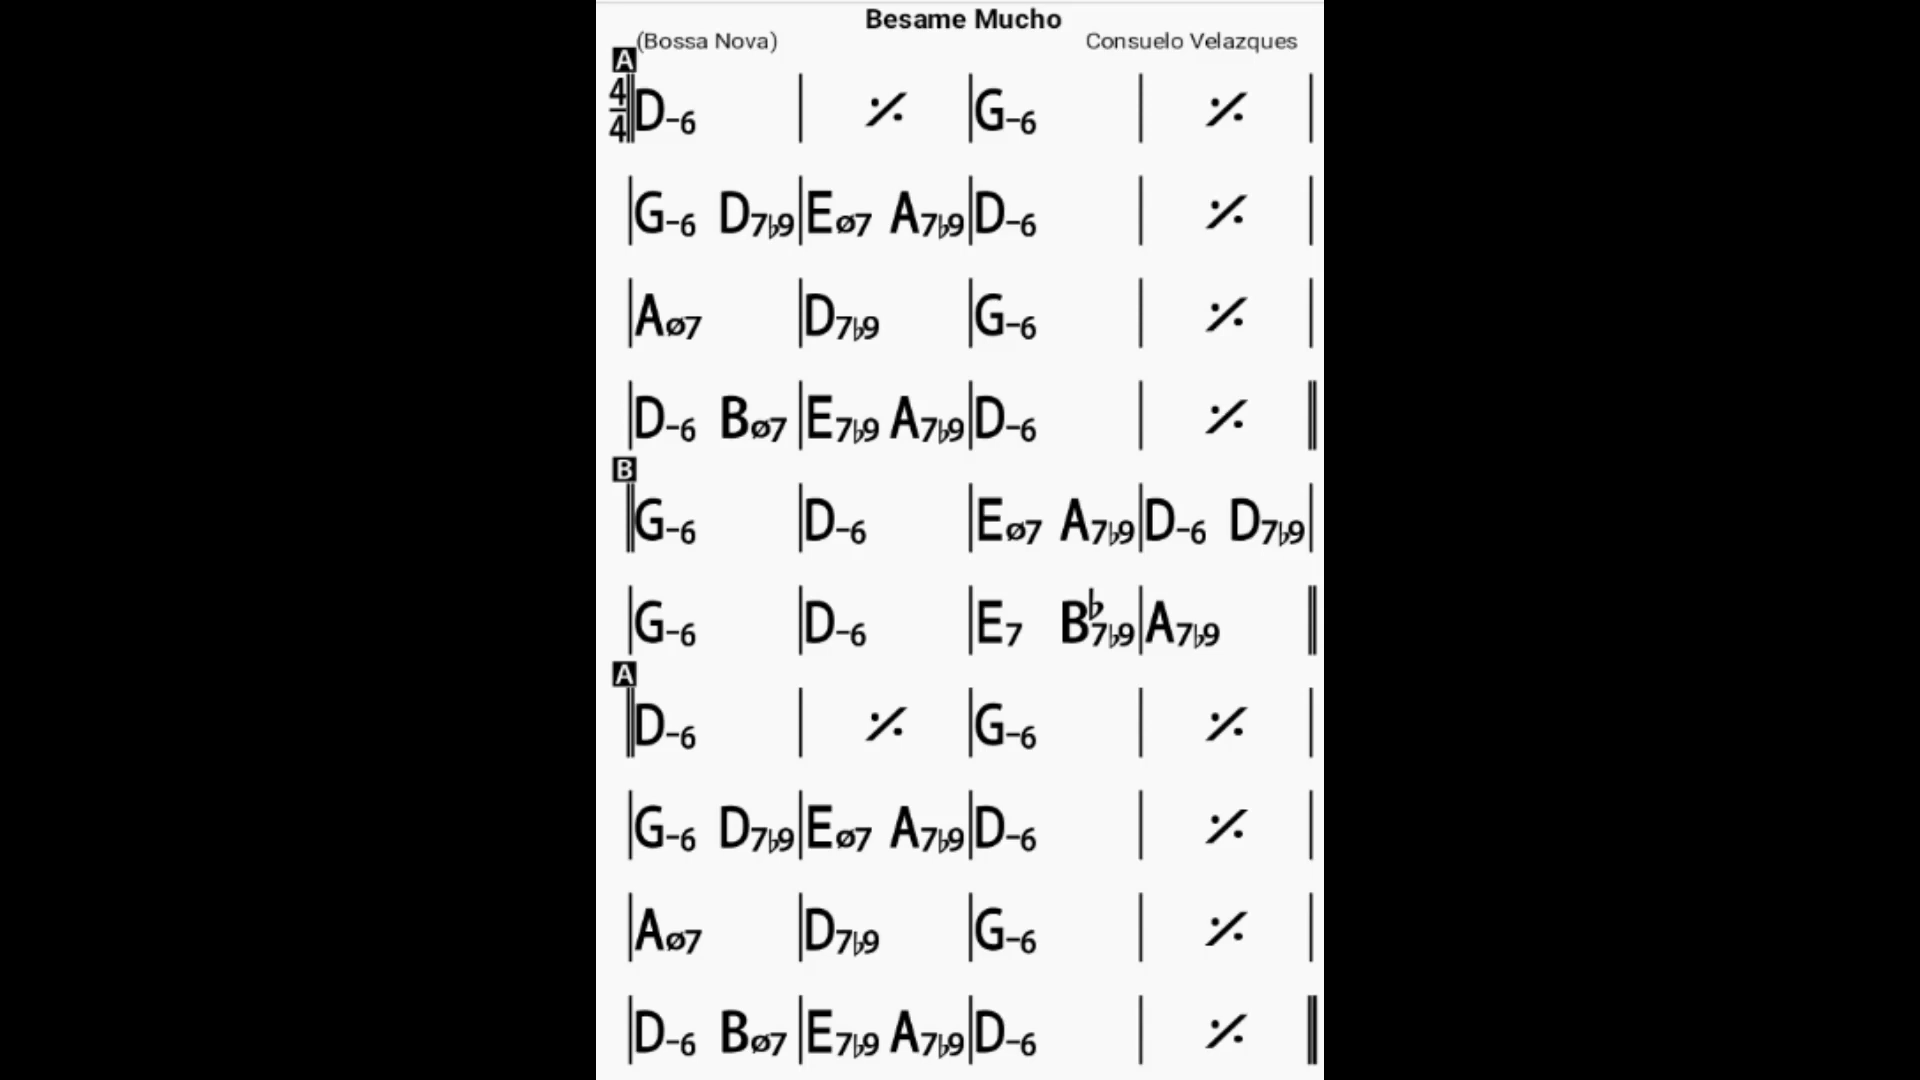 Besame Mucho
(Bossa Nova) Consuelo Velazques
A
4/4 D-6 | 𝄎 | G-6 | 𝄎 |
| G-6 D7♭9 | Eø7 A7♭9 | D-6 | 𝄎 |
| Aø7 | D7♭9 | G-6 | 𝄎 |
| D-6 Bø7 | E7♭9 A7♭9 | D-6 | 𝄎 ||
B
|| G-6 | D-6 | Eø7 A7♭9 | D-6 D7♭9 |
| G-6 | D-6 | E7 B♭7♭9 | A7♭9 ||
A
|| D-6 | 𝄎 | G-6 | 𝄎 |
| G-6 D7♭9 | Eø7 A7♭9 | D-6 | 𝄎 |
| Aø7 | D7♭9 | G-6 | 𝄎 |
| D-6 Bø7 | E7♭9 A7♭9 | D-6 | 𝄎 ||